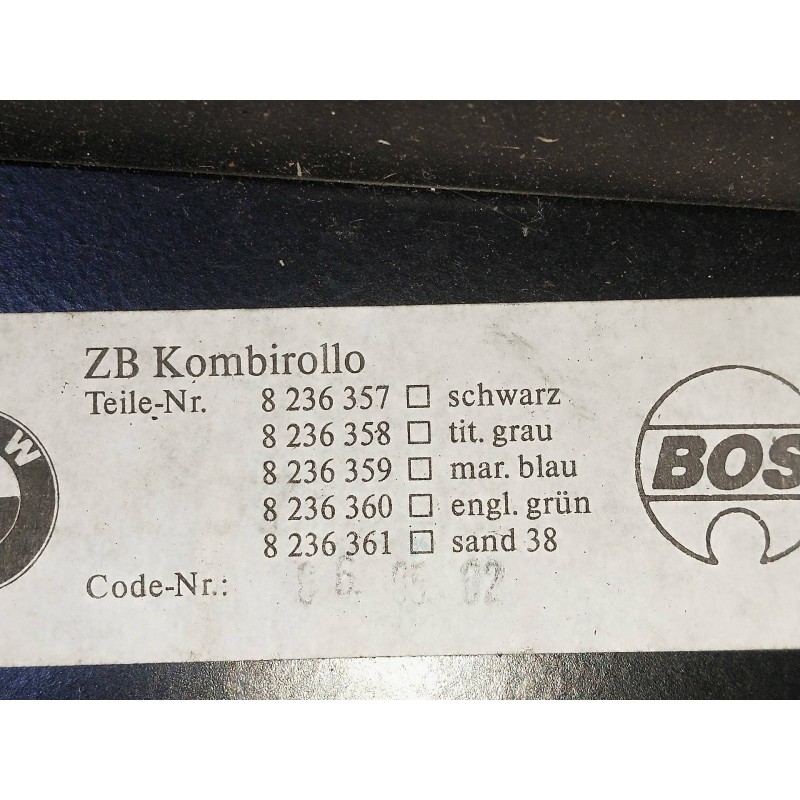 ZB Kombirollo
Teile-Nr. 8 236 357 ☐ schwarz
8 236 358 ☐ tit. grau
8 236 359 ☐ mar. blau
8 236 360 ☐ engl. grün
8 236 361 ☐ sand 38
Code-Nr.:
W
BOS